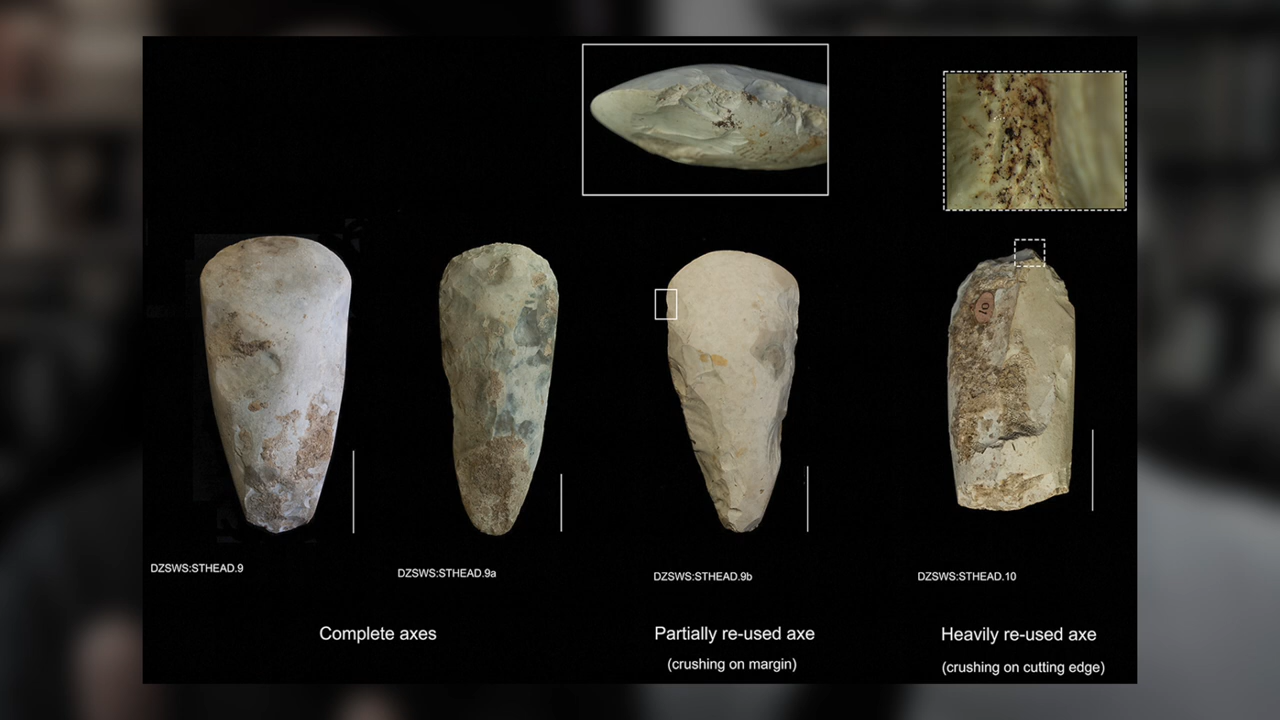 10
DZSWS:STHEAD.9
DZSWS:STHEAD.9a
DZSWS:STHEAD.9b
DZSWS:STHEAD.10
Complete axes
Partially re-used axe
(crushing on margin)
Heavily re-used axe
(crushing on cutting edge)